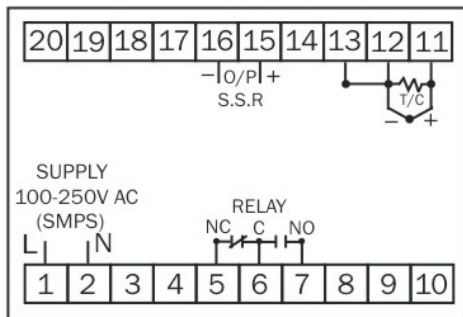 20 19 18 17 16 15 14 13 12 11
- O/P +
S.S.R
T/C
- +
SUPPLY
100-250V AC
(SMPS)
L N
RELAY
NC C NO
1 2 3 4 5 6 7 8 9 10